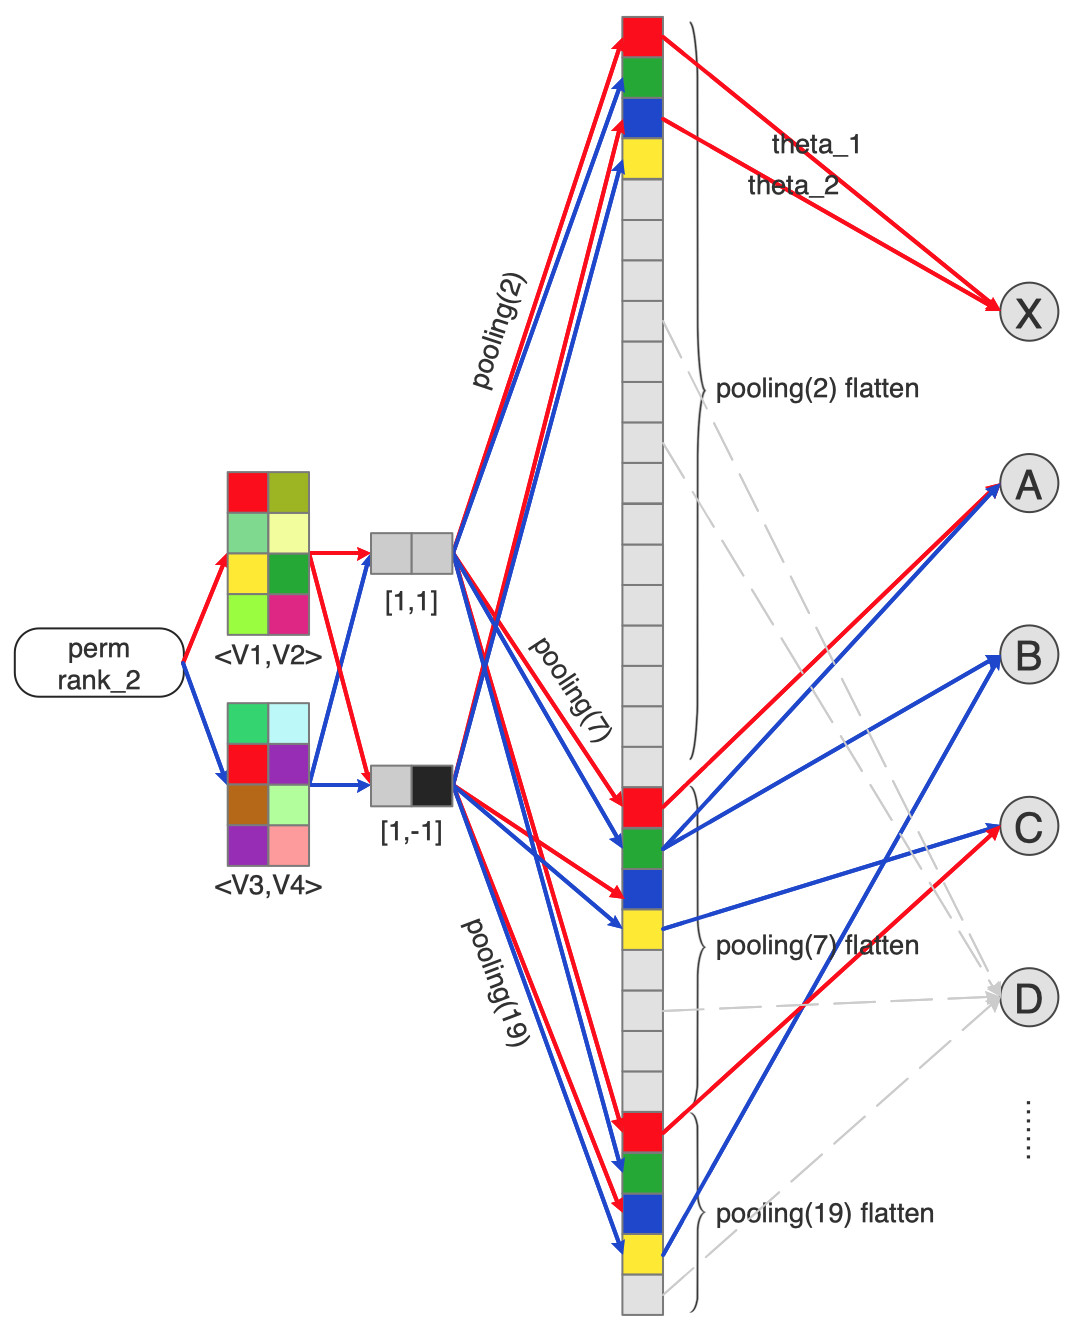 theta_1
theta_2
X
pooling(2)
pooling(2) flatten
A
[1,1]
perm
rank_2
<V1,V2>
B
pooling(7)
[1,-1]
C
<V3,V4>
pooling(7) flatten
pooling(19)
D
pooling(19) flatten